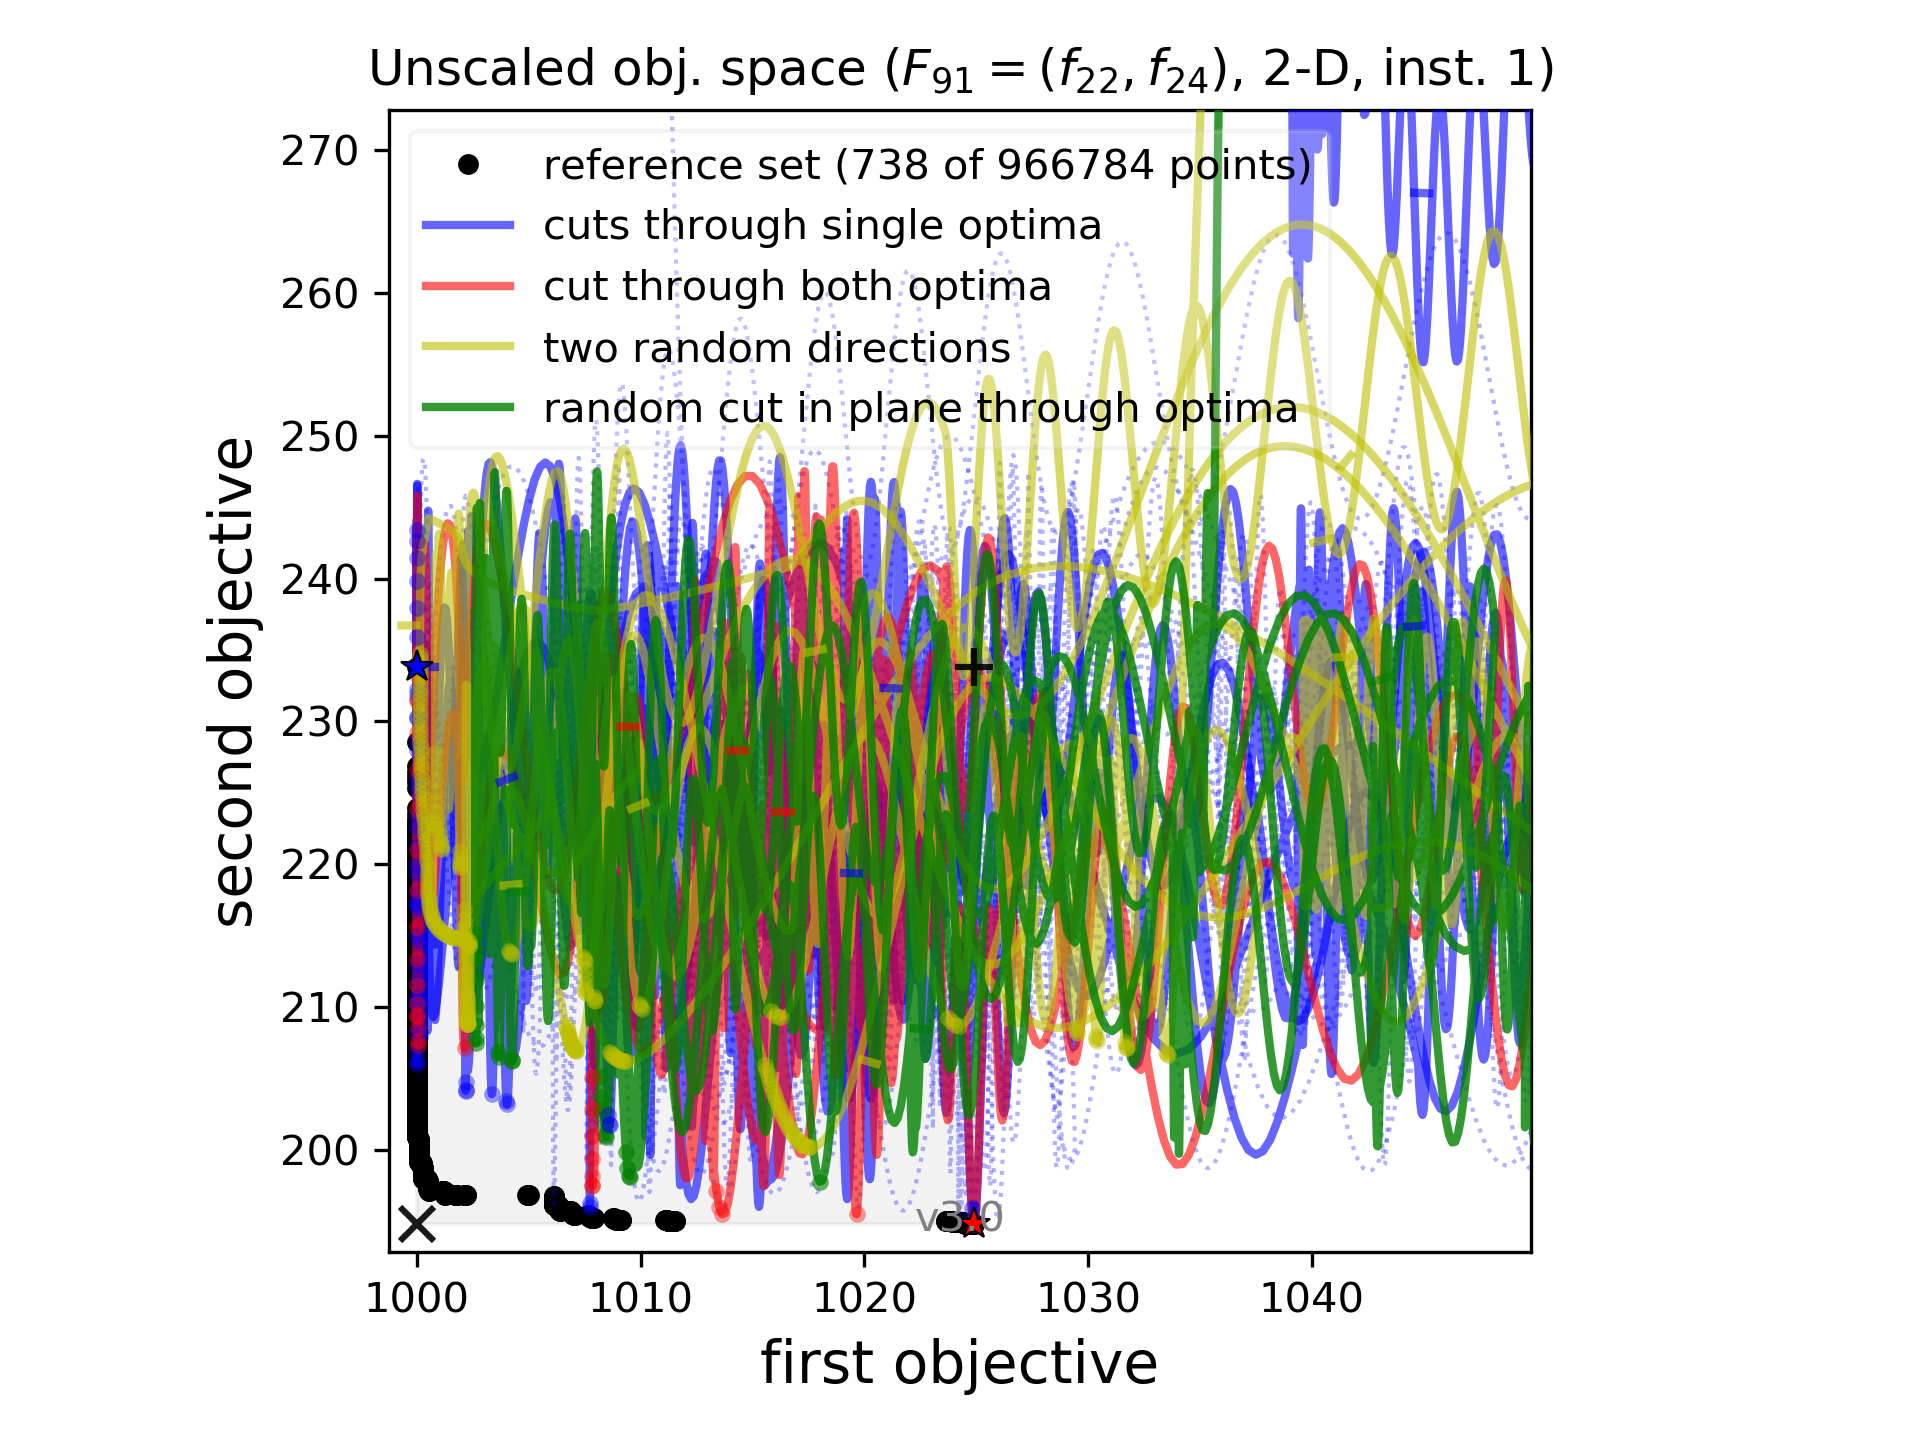 Unscaled obj. space (F₉₁ = (f₂₂, f₂₄), 2-D, inst. 1)
reference set (738 of 966784 points)
cuts through single optima
cut through both optima
two random directions
random cut in plane through optima
270
260
250
240
230
220
210
200
second objective
v3.0
1000 1010 1020 1030 1040
first objective